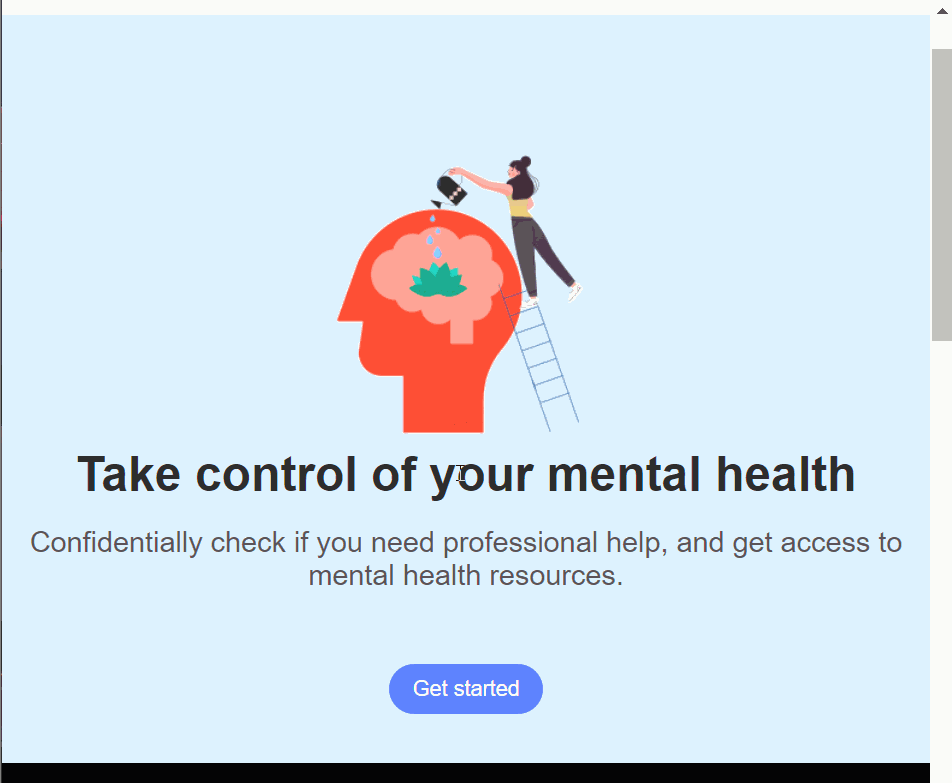 Take control of your mental health
Confidentially check if you need professional help, and get access to
mental health resources.
Get started